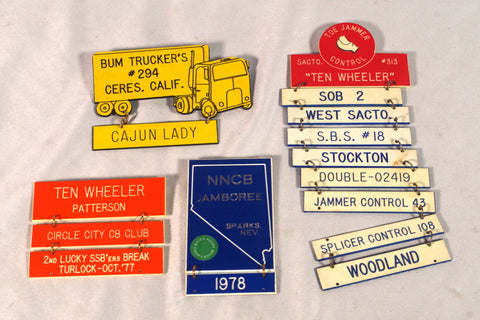 BUM TRUCKER'S
#294
CERES. CALIF.
CAJUN LADY
TOE JAMMER
CONTROL
SACTO. #313
"TEN WHEELER"
SOB 2
WEST SACTO.
S.B.S. #18
STOCKTON
DOUBLE-02419
JAMMER CONTROL 43
SPLICER CONTROL 108
WOODLAND
TEN WHEELER
PATTERSON
CIRCLE CITY CB CLUB
2ND LUCKY SSB'ERS BREAK
TURLOCK-OCT.'77
NNCB
JAMBOREE
SPARKS,
NEV.
1978